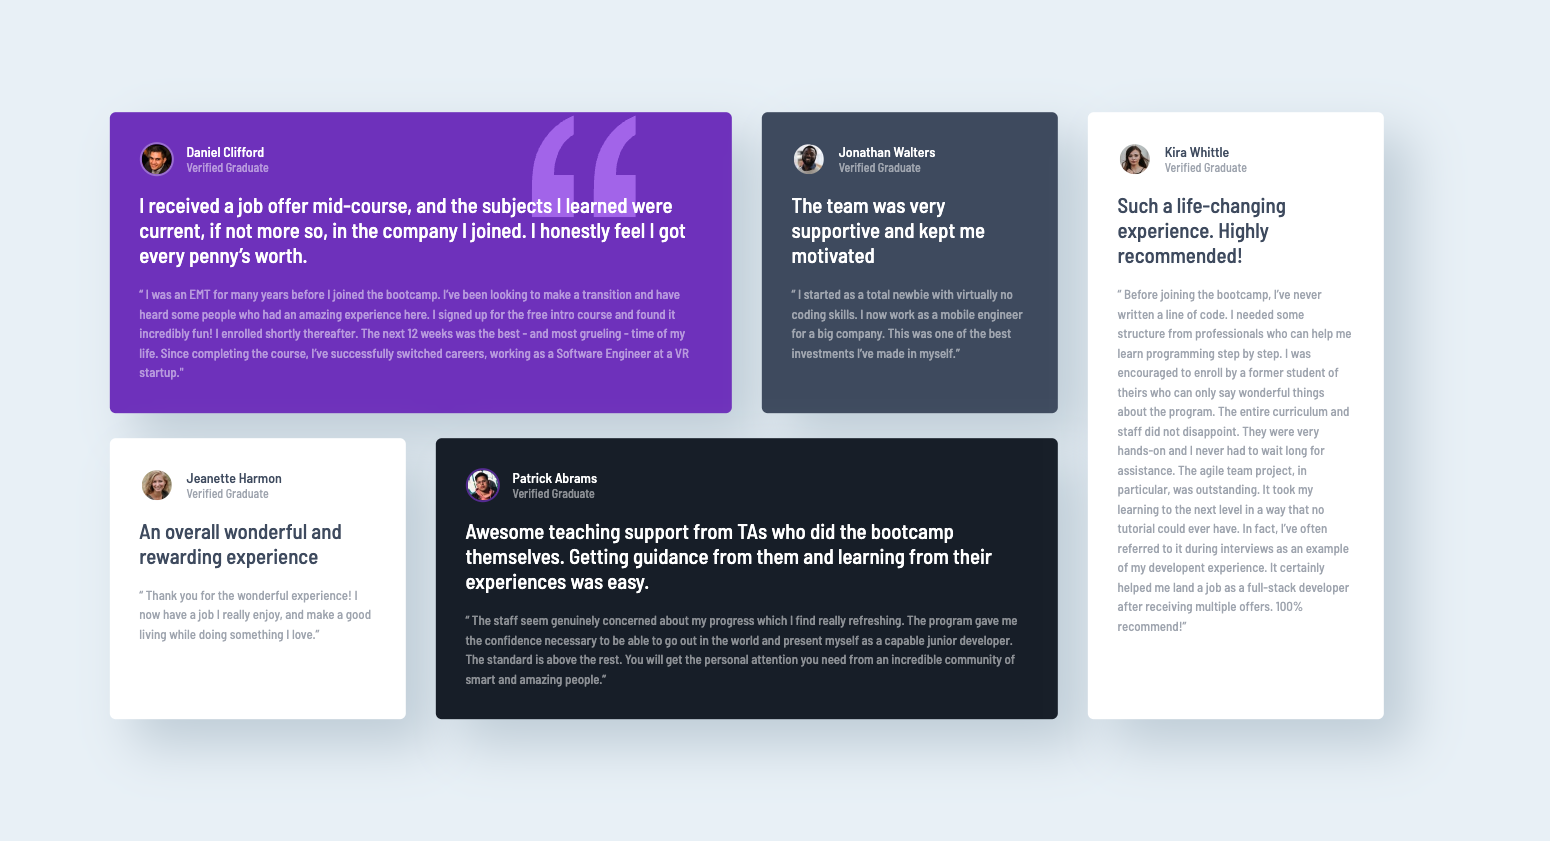 Daniel Clifford
Verified Graduate
I received a job offer mid-course, and the subjects I learned were
current, if not more so, in the company I joined. I honestly feel I got
every penny’s worth.
“ I was an EMT for many years before I joined the bootcamp. I’ve been looking to make a transition and have
heard some people who had an amazing experience here. I signed up for the free intro course and found it
incredibly fun! I enrolled shortly thereafter. The next 12 weeks was the best - and most grueling - time of my
life. Since completing the course, I’ve successfully switched careers, working as a Software Engineer at a VR
startup.”
Jonathan Walters
Verified Graduate
The team was very
supportive and kept me
motivated
“ I started as a total newbie with virtually no
coding skills. I now work as a mobile engineer
for a big company. This was one of the best
investments I’ve made in myself.”
Kira Whittle
Verified Graduate
Such a life-changing
experience. Highly
recommended!
“ Before joining the bootcamp, I’ve never
written a line of code. I needed some
structure from professionals who can help me
learn programming step by step. I was
encouraged to enroll by a former student of
theirs who can only say wonderful things
about the program. The entire curriculum and
staff did not disappoint. They were very
hands-on and I never had to wait long for
assistance. The agile team project, in
particular, was outstanding. It took my
learning to the next level in a way that no
tutorial could ever have. In fact, I’ve often
referred to it during interviews as an example
of my developent experience. It certainly
helped me land a job as a full-stack developer
after receiving multiple offers. 100%
recommend!”
Jeanette Harmon
Verified Graduate
An overall wonderful and
rewarding experience
“ Thank you for the wonderful experience! I
now have a job I really enjoy, and make a good
living while doing something I love.”
Patrick Abrams
Verified Graduate
Awesome teaching support from TAs who did the bootcamp
themselves. Getting guidance from them and learning from their
experiences was easy.
“ The staff seem genuinely concerned about my progress which I find really refreshing. The program gave me
the confidence necessary to be able to go out in the world and present myself as a capable junior developer.
The standard is above the rest. You will get the personal attention you need from an incredible community of
smart and amazing people.”